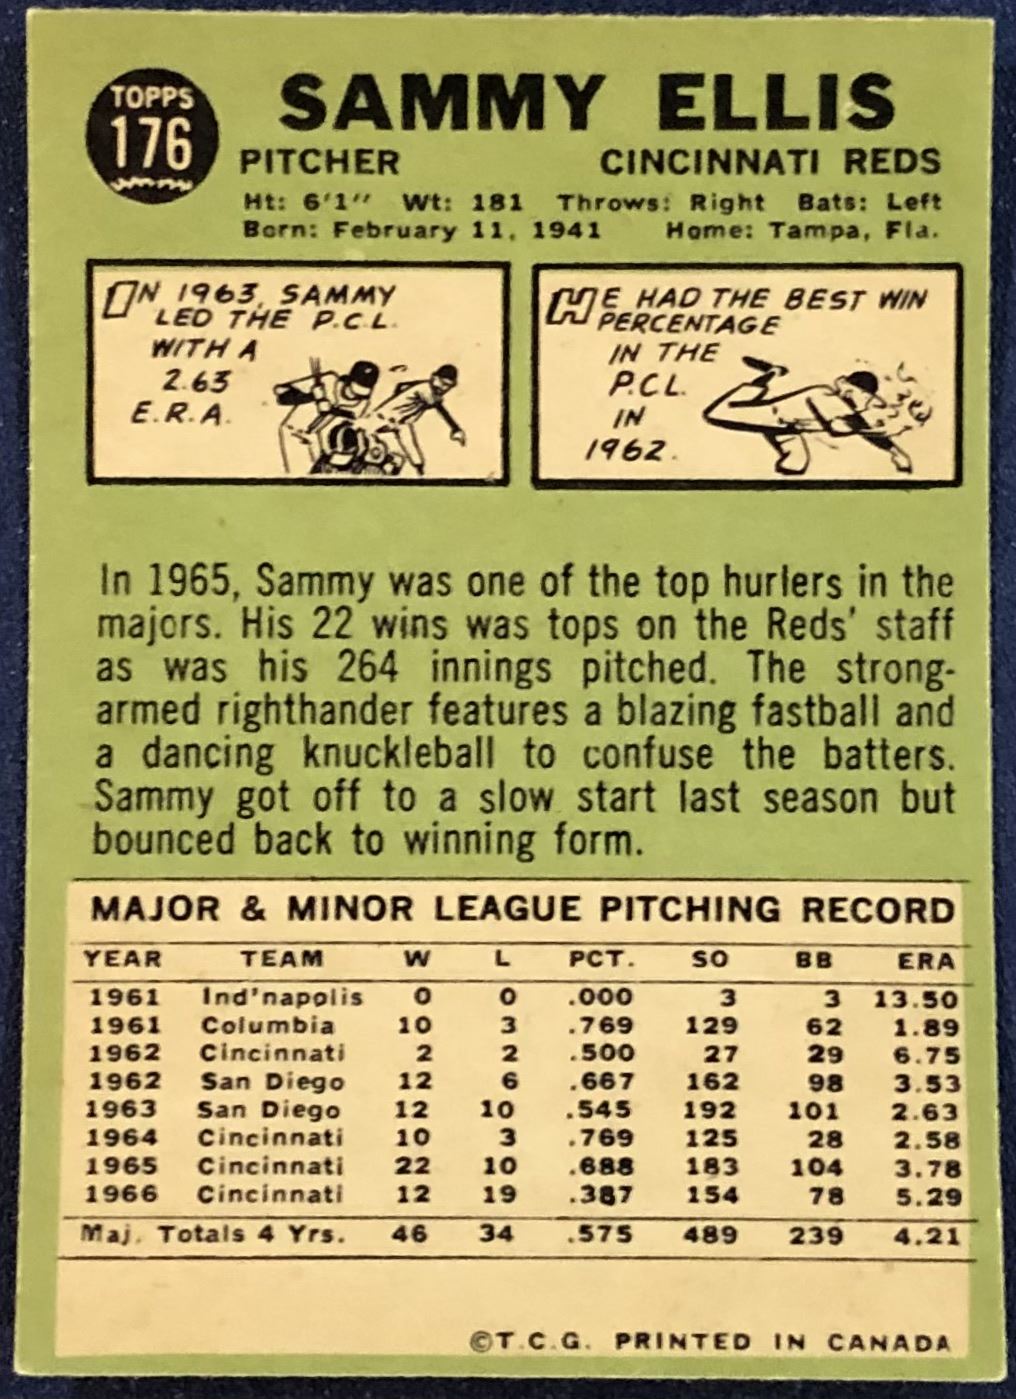 TOPPS
176
SAMMY ELLIS
PITCHER CINCINNATI REDS
Ht: 6'1" Wt: 181 Throws: Right Bats: Left
Born: February 11, 1941 Home: Tampa, Fla.
IN 1963, SAMMY
LED THE P.C.L.
WITH A
2.63
E.R.A.
HE HAD THE BEST WIN
PERCENTAGE
IN THE
P.C.L.
IN
1962.
In 1965, Sammy was one of the top hurlers in the
majors. His 22 wins was tops on the Reds' staff
as was his 264 innings pitched. The strong-
armed righthander features a blazing fastball and
a dancing knuckleball to confuse the batters.
Sammy got off to a slow start last season but
bounced back to winning form.
MAJOR & MINOR LEAGUE PITCHING RECORD
YEAR TEAM W L PCT. SO BB ERA
1961 Ind'napolis 0 0 .000 3 3 13.50
1961 Columbia 10 3 .769 129 62 1.89
1962 Cincinnati 2 2 .500 27 29 6.75
1962 San Diego 12 6 .667 162 98 3.53
1963 San Diego 12 10 .545 192 101 2.63
1964 Cincinnati 10 3 .769 125 28 2.58
1965 Cincinnati 22 10 .688 183 104 3.78
1966 Cincinnati 12 19 .387 154 78 5.29
Maj. Totals 4 Yrs. 46 34 .575 489 239 4.21
©T.C.G. PRINTED IN CANADA